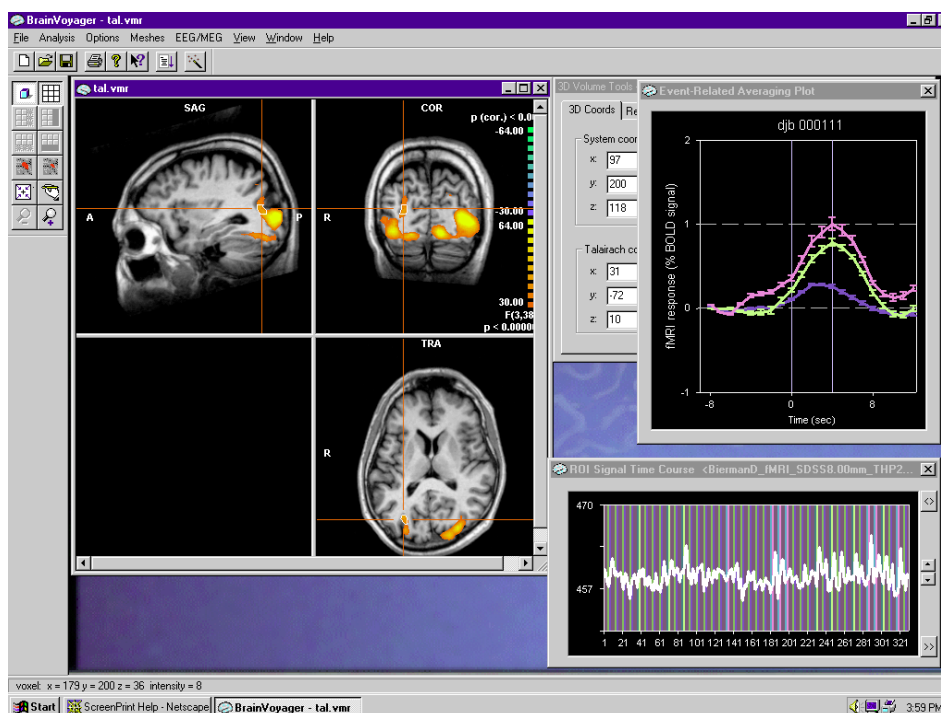 BrainVoyager - tal.vmr
File Analysis Options Meshes EEG/MEG View Window Help
tal.vmr
SAG
COR
p (cor.) < 0.0
-64.00
A
P
R
-30.00
64.00
30.00
F(3,38
p < 0.0000
TRA
R
3D Volume Tools
3D Coords
Re
System coor
x: 97
y: 200
z: 118
Talairach co
x: 31
y: -72
z: 10
Event-Related Averaging Plot
djb 000111
fMRI response (% BOLD signal)
2
1
0
-1
-8 0 8
Time (sec)
ROI Signal Time Course <BiermanD_fMRI_SDSS8.00mm_THP2...
470
457
1 21 41 61 81 101 121 141 161 181 201 221 241 261 281 301 321
voxel: x = 179 y = 200 z = 36 intensity = 8
Start
ScreenPrint Help - Netscape
BrainVoyager - tal.vmr
3:59 PM